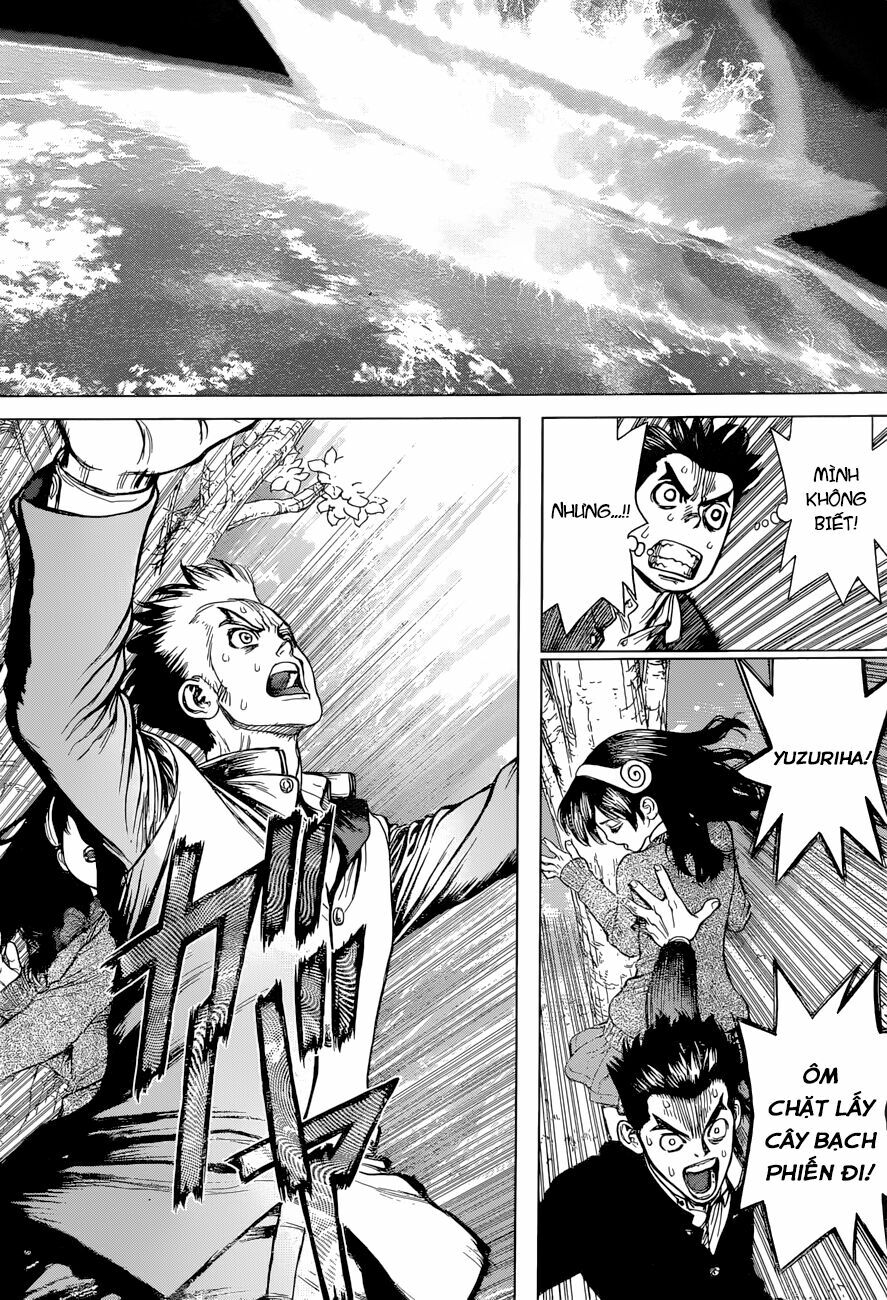 MÌNH
KHÔNG
BIẾT!
NHƯNG...!!
YUZURIHA!
ÔM
CHẶT LẤY
CÂY BẠCH
PHIẾN ĐI!